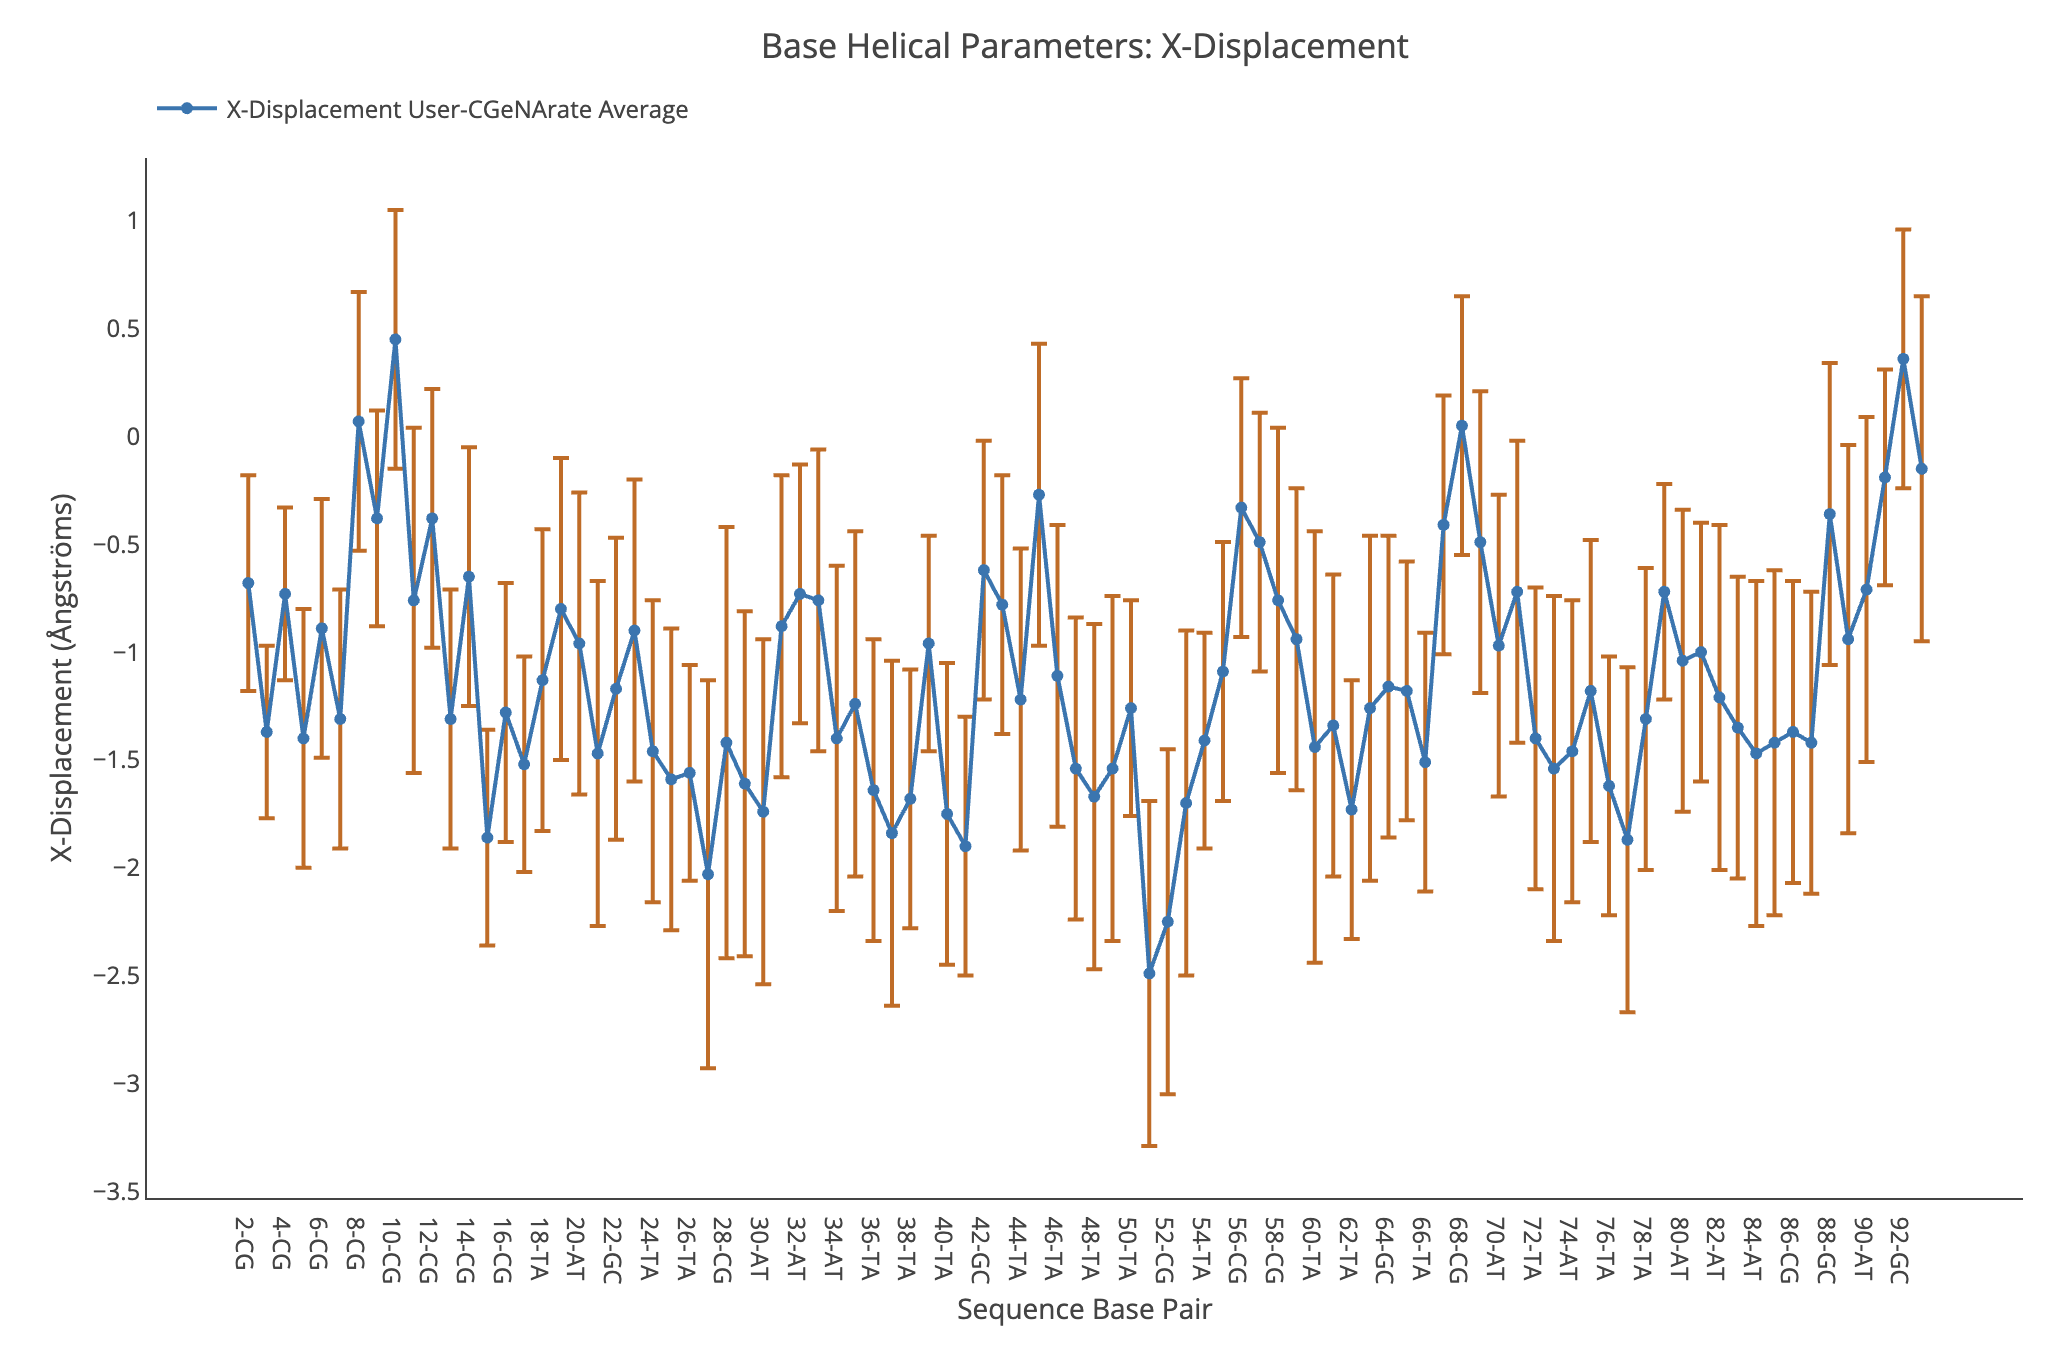 Base Helical Parameters: X-Displacement
X-Displacement User-CGeNArate Average
1
0.5
0
−0.5
−1
−1.5
−2
−2.5
−3
−3.5
X-Displacement (Ångströms)
2-CG
4-CG
6-CG
8-CG
10-CG
12-CG
14-CG
16-CG
18-TA
20-AT
22-GC
24-TA
26-TA
28-CG
30-AT
32-AT
34-AT
36-TA
38-TA
40-TA
42-GC
44-TA
46-TA
48-TA
50-TA
52-CG
54-TA
56-CG
58-CG
60-TA
62-TA
64-GC
66-TA
68-CG
70-AT
72-TA
74-AT
76-TA
78-TA
80-AT
82-AT
84-AT
86-CG
88-GC
90-AT
92-GC
Sequence Base Pair